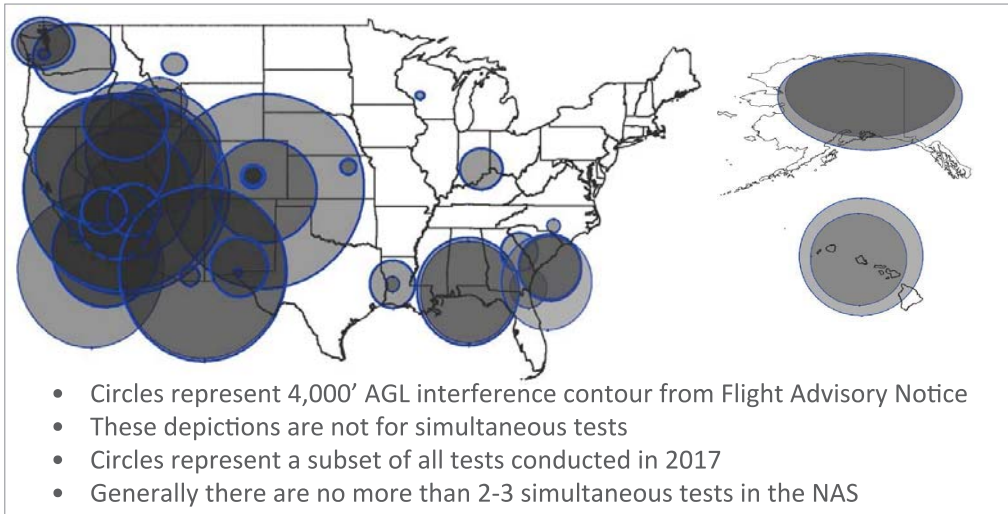 • Circles represent 4,000’ AGL interference contour from Flight Advisory Notice
• These depictions are not for simultaneous tests
• Circles represent a subset of all tests conducted in 2017
• Generally there are no more than 2-3 simultaneous tests in the NAS